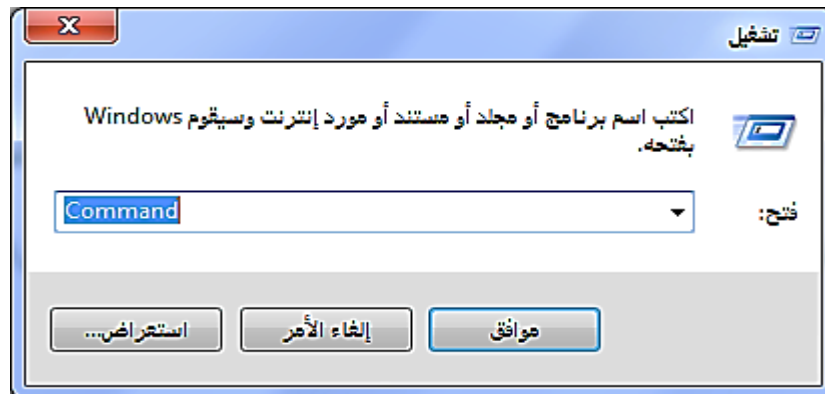 تشغيل
اكتب اسم برنامج أو مجلد أو مستند أو مورد إنترنت وسيقوم Windows
بفتحه.
فتح:
Command
موافق
إلغاء الأمر
استعراض...